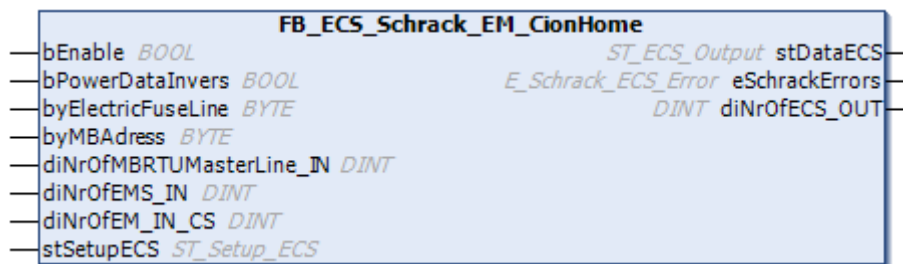 FB_ECS_Schrack_EM_CionHome
bEnable BOOL ST_ECS_Output stDataECS
bPowerDataInvers BOOL E_Schrack_ECS_Error eSchrackErrors
byElectricFuseLine BYTE DINT diNrOfECS_OUT
byMBAdress BYTE
diNrOfMBRTUMasterLine_IN DINT
diNrOfEMS_IN DINT
diNrOfEM_IN_CS DINT
stSetupECS ST_Setup_ECS